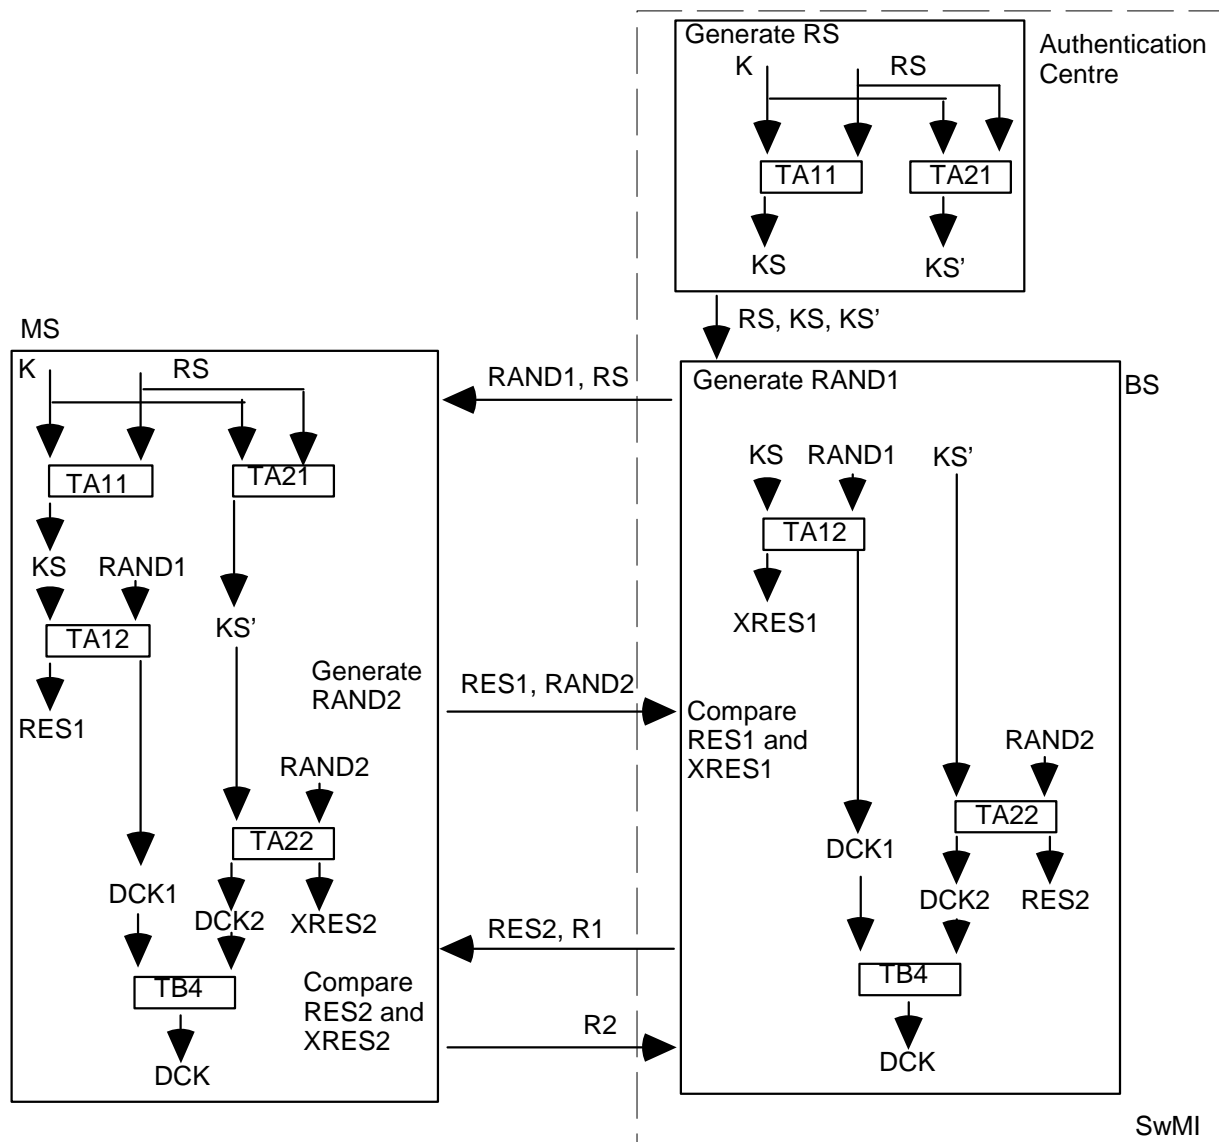 Generate RS
K
RS
Authentication
Centre
TA11
TA21
KS
KS’
RS, KS, KS’
MS
K
RS
TA11
TA21
KS
RAND1
TA12
KS’
RES1
Generate
RAND2
RAND2
TA22
DCK1
DCK2
XRES2
TB4
Compare
RES2 and
XRES2
DCK
RAND1, RS
RES1, RAND2
RES2, R1
R2
Generate RAND1
BS
KS
RAND1
KS’
TA12
XRES1
Compare
RES1 and
XRES1
RAND2
TA22
DCK1
DCK2
RES2
TB4
DCK
SwMI